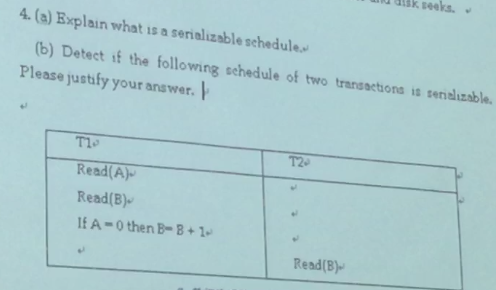 disk seeks.
4. (a) Explain what is a serializable schedule.
(b) Detect if the following schedule of two transactions is serializable.
Please justify your answer.
T1 T2
Read(A)
Read(B)
If A = 0 then B= B + 1
Read(B)